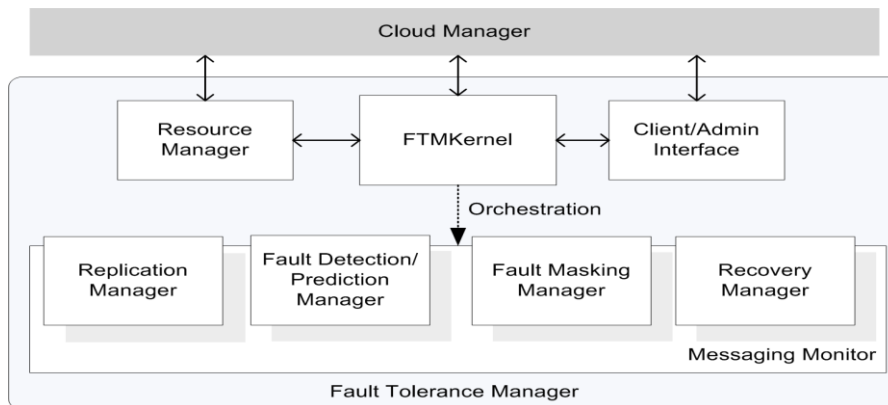 Cloud Manager
Resource
Manager
FTMKernel
Client/Admin
Interface
Orchestration
Replication
Manager
Fault Detection/
Prediction
Manager
Fault Masking
Manager
Recovery
Manager
Messaging Monitor
Fault Tolerance Manager